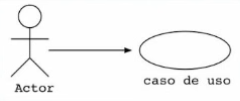 caso de uso
Actor